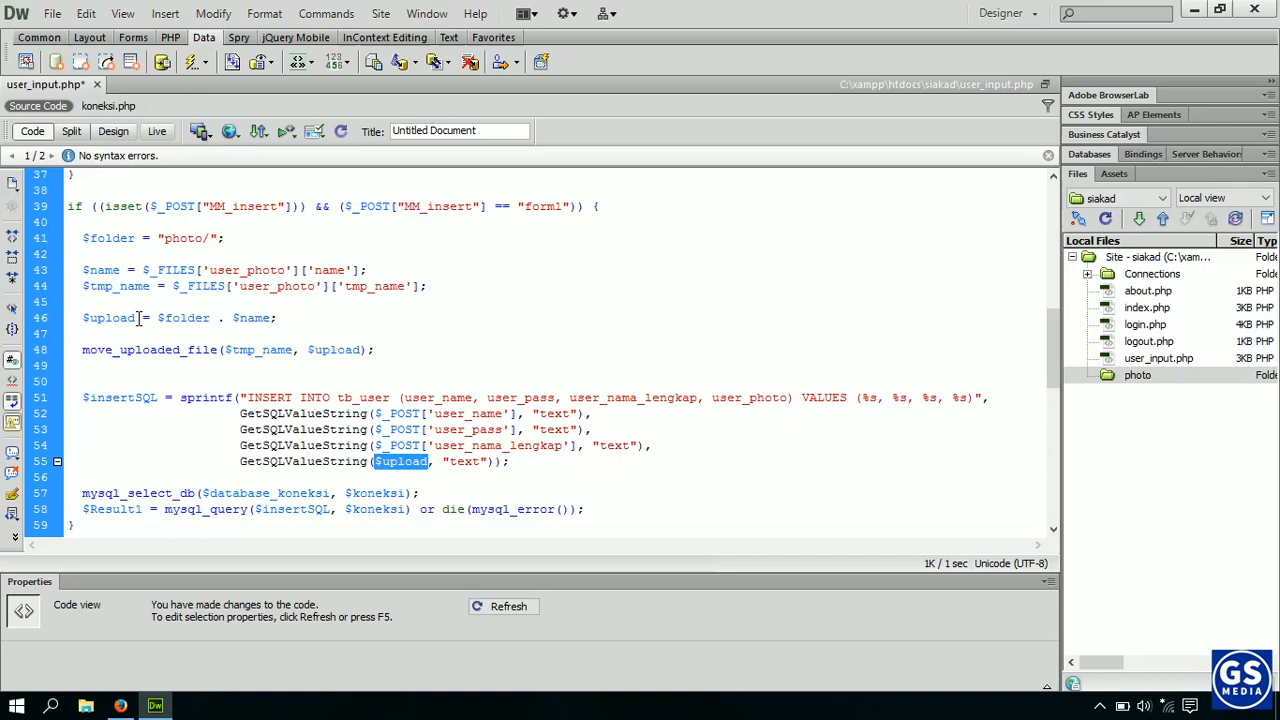 Dw File Edit View Insert Modify Format Commands Site Window Help Designer
Common Layout Forms PHP Data Spry jQuery Mobile InContext Editing Text Favorites
user_input.php* C:\xampp\htdocs\siakad\user_input.php
Source Code koneksi.php
Code Split Design Live Title: Untitled Document
1 / 2 No syntax errors.
37 }
38
39 if ((isset($_POST["MM_insert"])) && ($_POST["MM_insert"] == "form1")) {
40
41 $folder = "photo/";
42
43 $name = $_FILES['user_photo']['name'];
44 $tmp_name = $_FILES['user_photo']['tmp_name'];
45
46 $upload = $folder . $name;
47
48 move_uploaded_file($tmp_name, $upload);
49
50
51 $insertSQL = sprintf("INSERT INTO tb_user (user_name, user_pass, user_nama_lengkap, user_photo) VALUES (%s, %s, %s, %s)",
52 GetSQLValueString($_POST['user_name'], "text"),
53 GetSQLValueString($_POST['user_pass'], "text"),
54 GetSQLValueString($_POST['user_nama_lengkap'], "text"),
55 GetSQLValueString($upload, "text"));
56
57 mysql_select_db($database_koneksi, $koneksi);
58 $Result1 = mysql_query($insertSQL, $koneksi) or die(mysql_error());
59 }
1K / 1 sec Unicode (UTF-8)
Properties
Code view You have made changes to the code. Refresh
To edit selection properties, click Refresh or press F5.
Adobe BrowserLab
CSS Styles AP Elements
Business Catalyst
Databases Bindings Server Behaviors
Files Assets
siakad Local view
Local Files Size Typ
Site - siakad (C:\xam... Folde
Connections Folde
about.php 1KB PHP
index.php 1KB PHP
login.php 4KB PHP
logout.php 1KB PHP
user_input.php 3KB PHP
photo Folde
GS
MEDIA
Dw